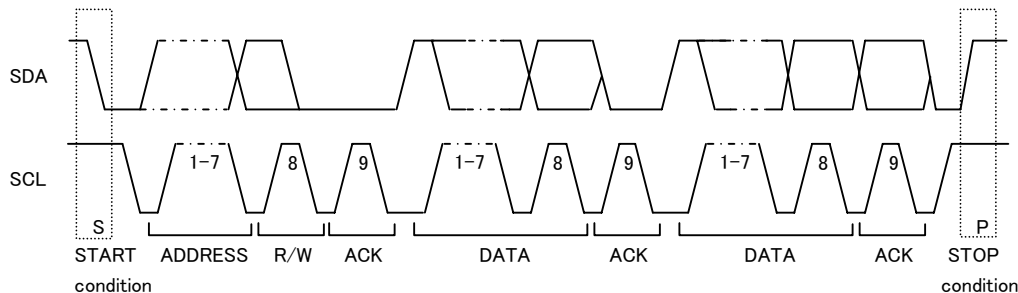 SDA
SCL
1-7 8 9 1-7 8 9 1-7 8 9
S P
START ADDRESS R/W ACK DATA ACK DATA ACK STOP
condition condition